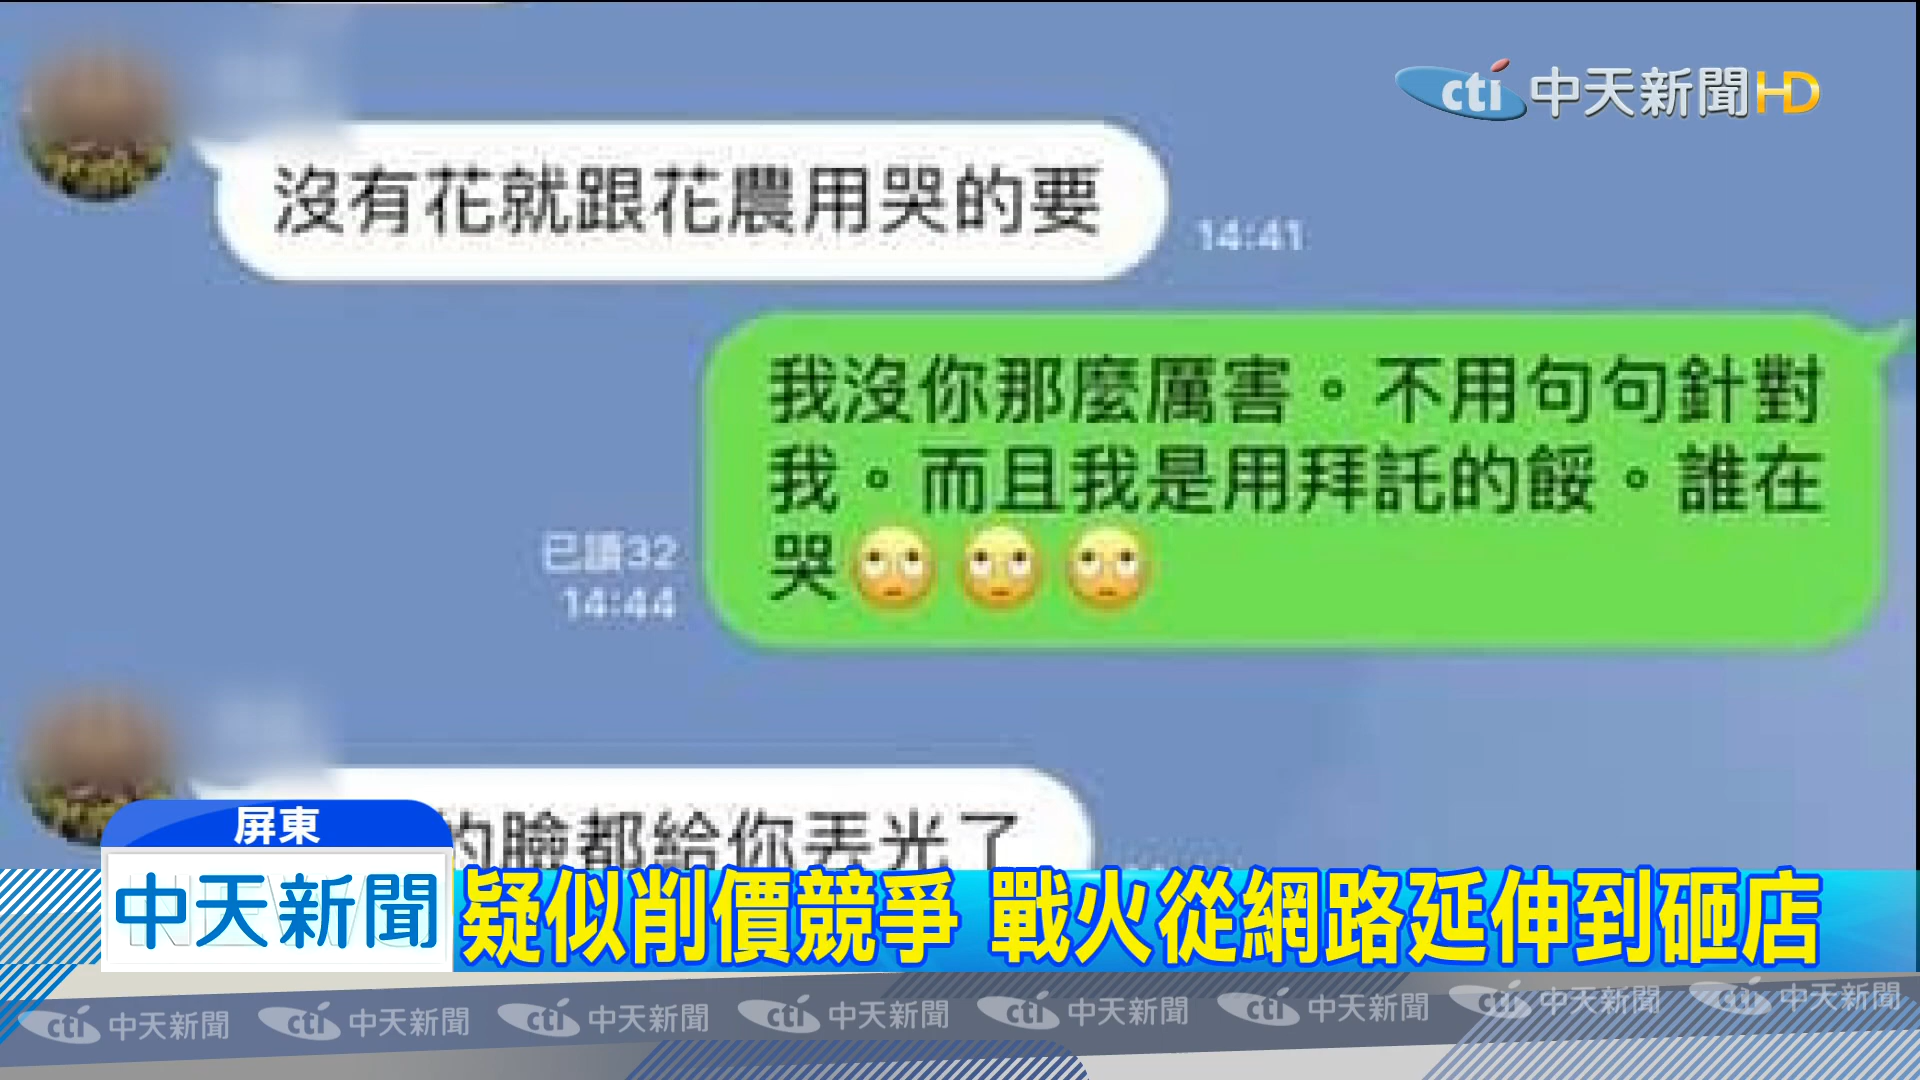 cti 中天新聞HD
沒有花就跟花農用哭的要
14:41
我沒你那麼厲害。不用句句針對
我。而且我是用拜託的餒。誰在
哭🙄🙄🙄
已讀32
14:44
的臉都給你丟光了
屏東
中天新聞
疑似削價競爭 戰火從網路延伸到砸店
cti 中天新聞 cti 中天新聞 cti 中天新聞 cti 中天新聞 cti 中天新聞 cti 中天新聞 cti 中天新聞 cti 中天新聞